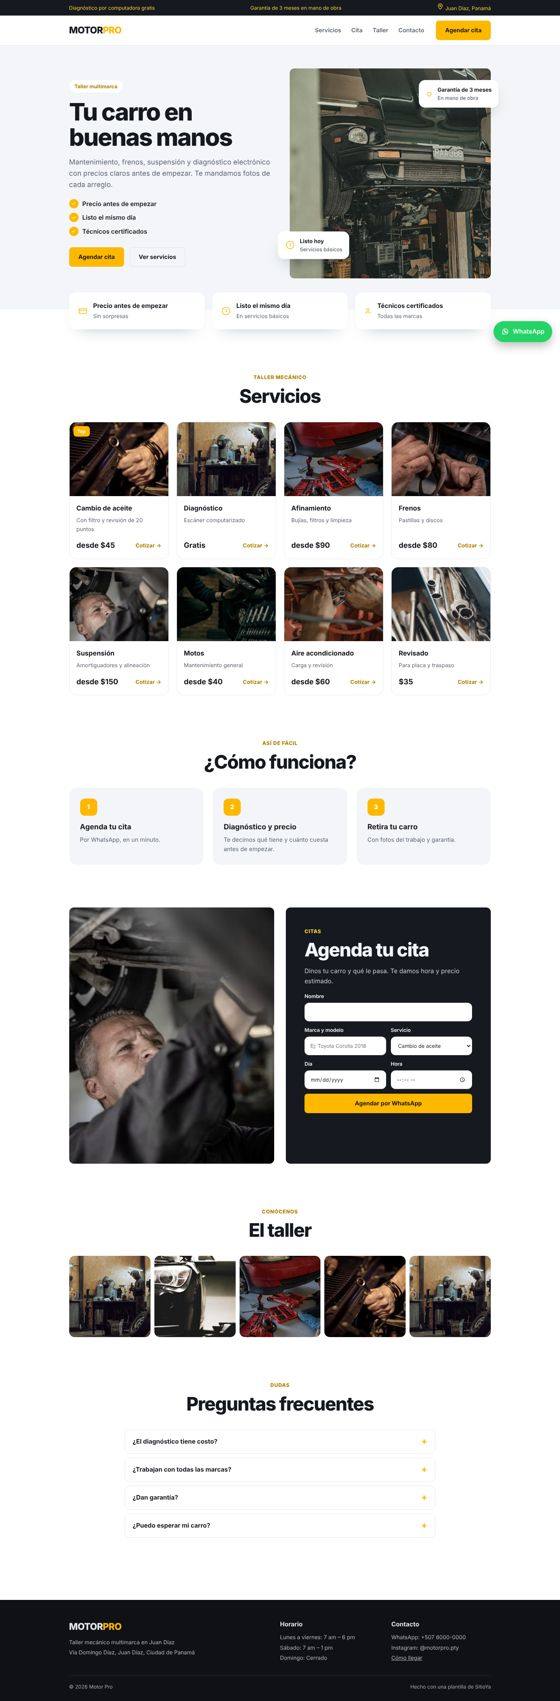 Diagnóstico por computadora gratis
Garantía de 3 meses en mano de obra
Juan Díaz, Panamá
MOTORPRO
Servicios
Cita
Taller
Contacto
Agendar cita
Taller multimarca
Tu carro en
buenas manos
Mantenimiento, frenos, suspensión y diagnóstico electrónico
con precios claros antes de empezar. Te mandamos fotos de
cada arreglo.
Precio antes de empezar
Listo el mismo día
Técnicos certificados
Agendar cita
Ver servicios
Garantía de 3 meses
En mano de obra
Listo hoy
Servicios básicos
Precio antes de empezar
Sin sorpresas
Listo el mismo día
En servicios básicos
Técnicos certificados
Todas las marcas
WhatsApp
TALLER MECÁNICO
Servicios
Cambio de aceite
Con filtro y revisión de 20
puntos
desde $45
Cotizar →
Diagnóstico
Escáner computarizado
Gratis
Cotizar →
Afinamiento
Bujías, filtros y limpieza
desde $90
Cotizar →
Frenos
Pastillas y discos
desde $80
Cotizar →
Suspensión
Amortiguadores y alineación
desde $150
Cotizar →
Motos
Mantenimiento general
desde $40
Cotizar →
Aire acondicionado
Carga y revisión
desde $60
Cotizar →
Revisado
Para placa y traspaso
$35
Cotizar →
ASÍ DE FÁCIL
¿Cómo funciona?
1
Agenda tu cita
Por WhatsApp, en un minuto.
2
Diagnóstico y precio
Te decimos qué tiene y cuánto cuesta
antes de empezar.
3
Retira tu carro
Con fotos del trabajo y garantía.
CITAS
Agenda tu cita
Dinos tu carro y qué le pasa. Te damos hora y precio
estimado.
Nombre
Marca y modelo
Servicio
Ej: Toyota Corolla 2018
Cambio de aceite
Día
Hora
mm/dd/yyyy
--:-- --
Agendar por WhatsApp
CONÓCENOS
El taller
DUDAS
Preguntas frecuentes
¿El diagnóstico tiene costo?
+
¿Trabajan con todas las marcas?
+
¿Dan garantía?
+
¿Puedo esperar mi carro?
+
MOTORPRO
Taller mecánico multimarca en Juan Díaz
Vía Domingo Díaz, Juan Díaz, Ciudad de Panamá
Horario
Lunes a viernes: 7 am – 6 pm
Sábado: 7 am – 1 pm
Domingo: Cerrado
Contacto
WhatsApp: +507 6000-0000
Instagram: @motorpro.pty
Cómo llegar
© 2026 Motor Pro
Hecho con una plantilla de SitioYa